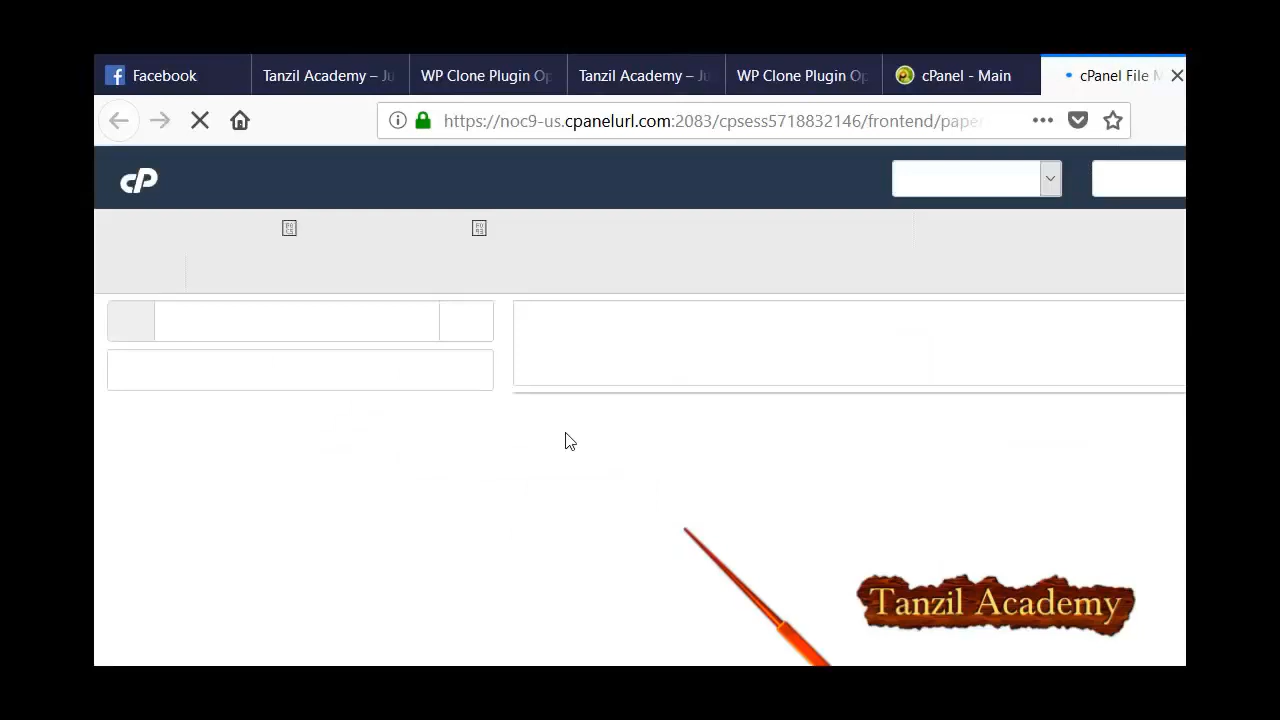 Facebook
Tanzil Academy – Ju
WP Clone Plugin Op
Tanzil Academy – Ju
WP Clone Plugin Op
cPanel - Main
cPanel File M
https://noc9-us.cpanelurl.com:2083/cpsess5718832146/frontend/pape
cP
Tanzil Academy